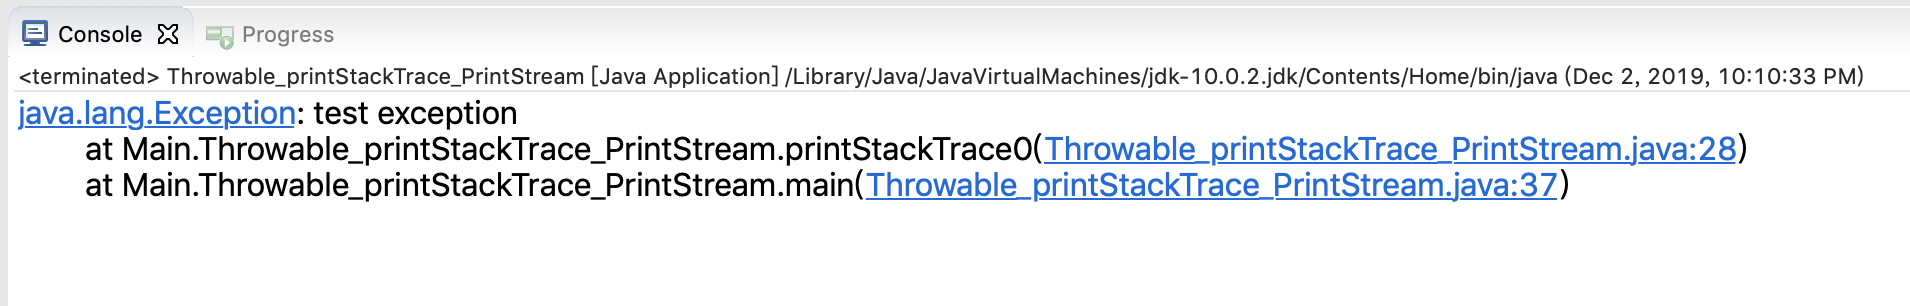 Console Progress
<terminated> Throwable_printStackTrace_PrintStream [Java Application] /Library/Java/JavaVirtualMachines/jdk-10.0.2.jdk/Contents/Home/bin/java (Dec 2, 2019, 10:10:33 PM)
java.lang.Exception: test exception
at Main.Throwable_printStackTrace_PrintStream.printStackTrace0(Throwable_printStackTrace_PrintStream.java:28)
at Main.Throwable_printStackTrace_PrintStream.main(Throwable_printStackTrace_PrintStream.java:37)